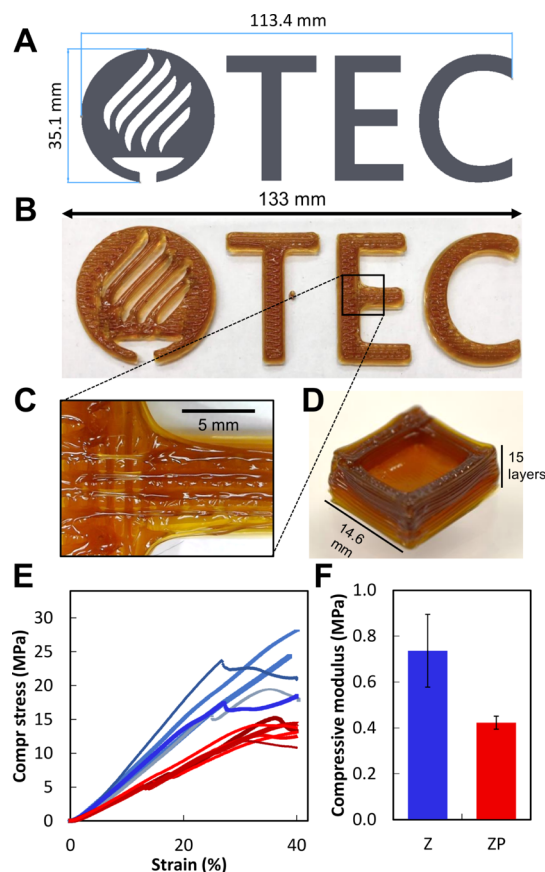 A
113.4 mm
35.1 mm
TEC
B
133 mm
TEC
C
5 mm
D
15
layers
14.6
mm
E
Compr stress (MPa)
30
25
20
15
10
5
0
0
20
40
Strain (%)
F
Compressive modulus (MPa)
1.0
0.8
0.6
0.4
0.2
0.0
Z
ZP